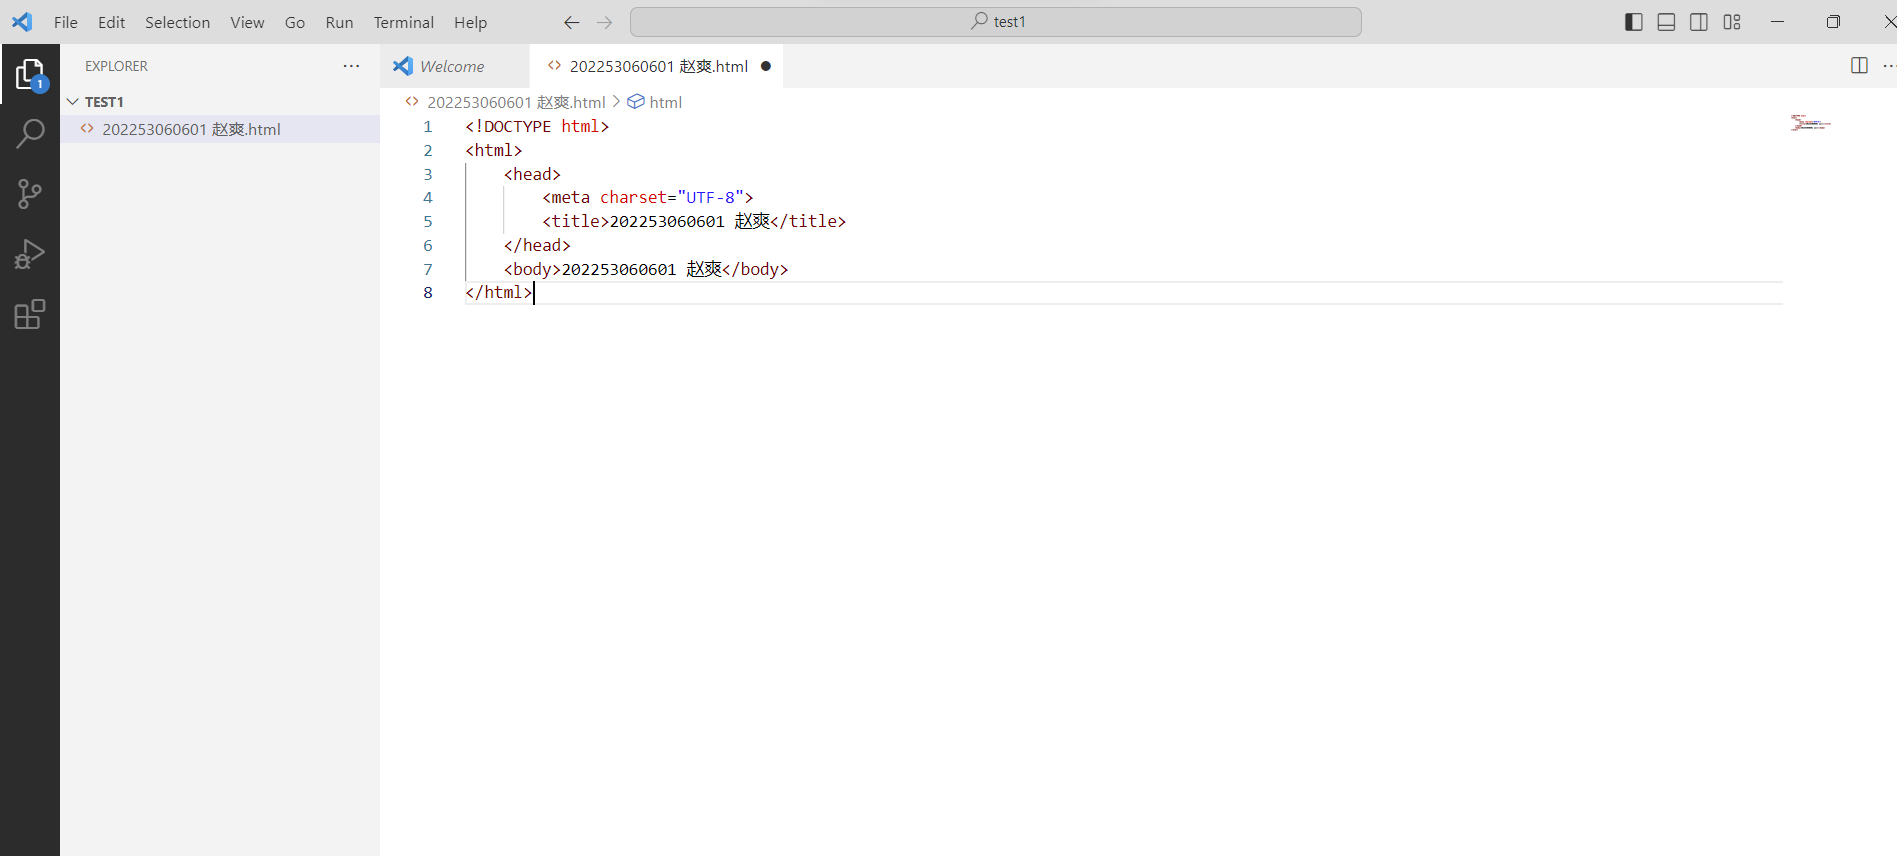 File Edit Selection View Go Run Terminal Help
test1
EXPLORER
1
TEST1
202253060601 赵爽.html
Welcome
202253060601 赵爽.html
202253060601 赵爽.html > html
1 <!DOCTYPE html>
2 <html>
3 <head>
4 <meta charset="UTF-8">
5 <title>202253060601 赵爽</title>
6 </head>
7 <body>202253060601 赵爽</body>
8 </html>